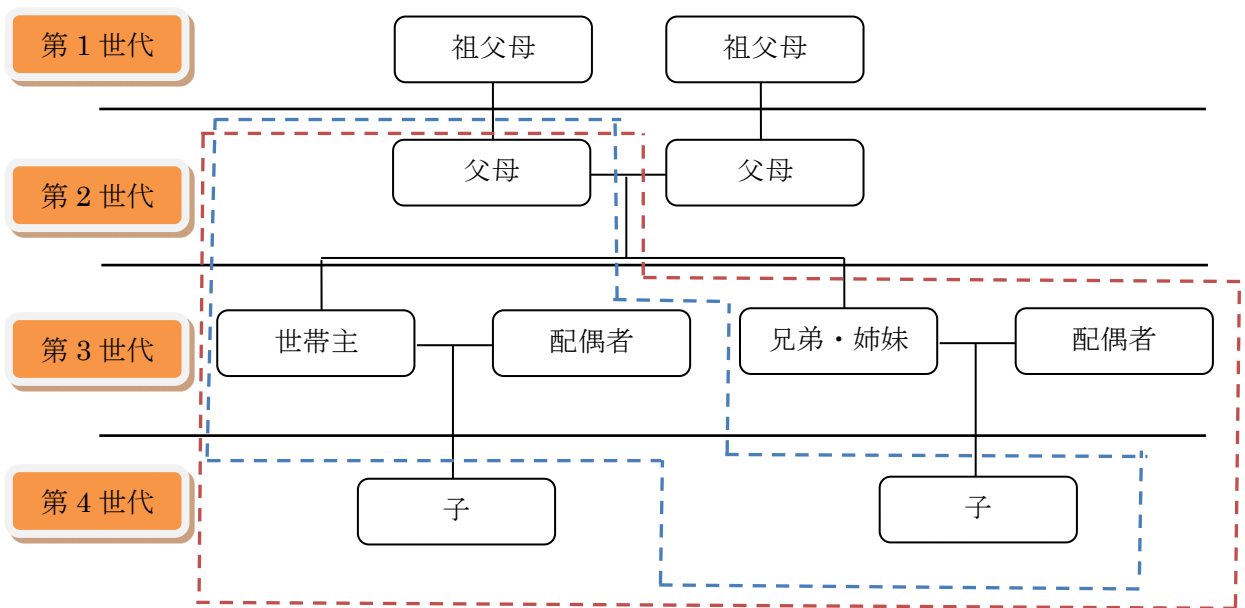 第 1 世代
祖父母
祖父母
第 2 世代
父母
父母
第 3 世代
世帯主
配偶者
兄弟・姉妹
配偶者
第 4 世代
子
子